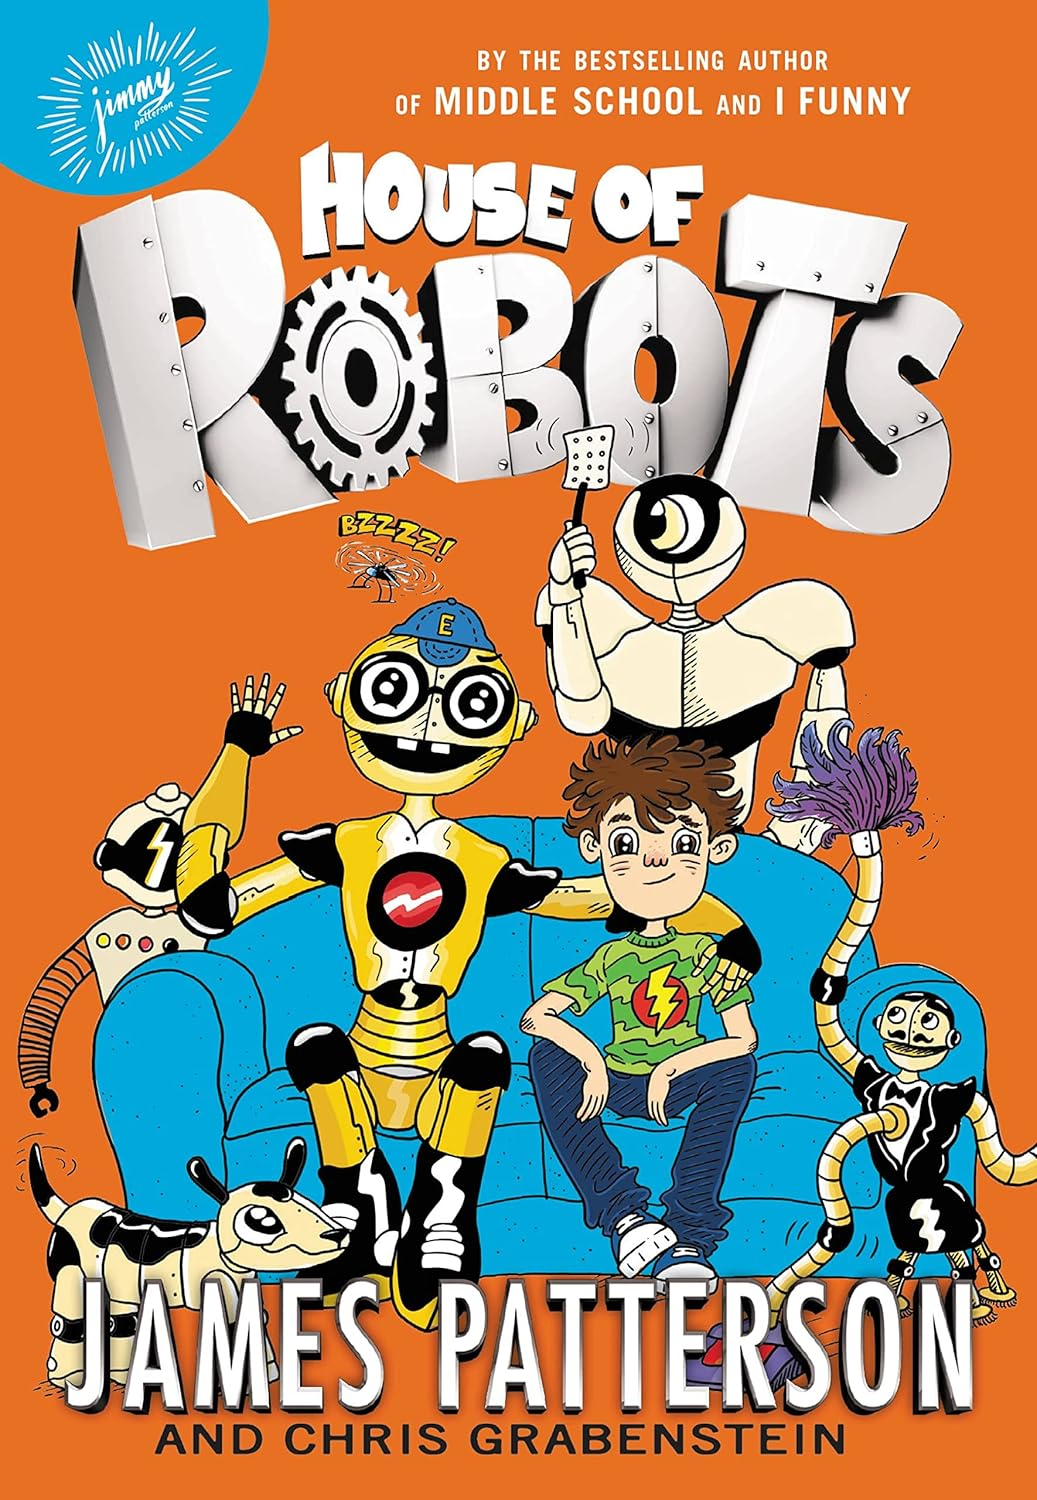 jimmy
patterson
BY THE BESTSELLING AUTHOR
OF MIDDLE SCHOOL AND I FUNNY
HOUSE OF
ROBOTS
BZZZZ!
E
JAMES PATTERSON
AND CHRIS GRABENSTEIN